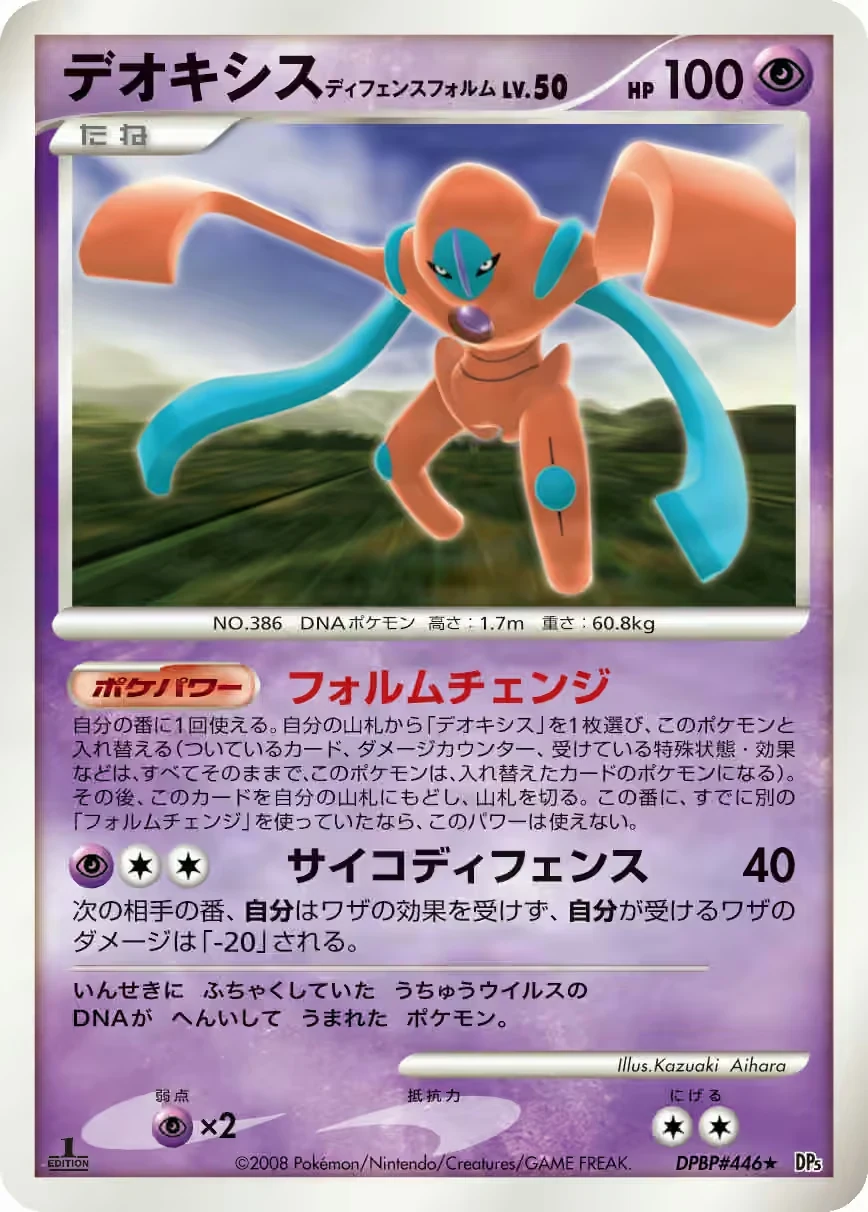 デオキシス ディフェンスフォルム LV.50 HP 100
たね
NO.386 DNAポケモン 高さ：1.7m 重さ：60.8kg
ポケパワー フォルムチェンジ
自分の番に1回使える。自分の山札から「デオキシス」を1枚選び、このポケモンと
入れ替える（ついているカード、ダメージカウンター、受けている特殊状態・効果
などは、すべてそのままで、このポケモンは、入れ替えたカードのポケモンになる）。
その後、このカードを自分の山札にもどし、山札を切る。この番に、すでに別の
「フォルムチェンジ」を使っていたなら、このパワーは使えない。
サイコディフェンス 40
次の相手の番、自分はワザの効果を受けず、自分が受けるワザの
ダメージは「-20」される。
いんせきに ふちゃくしていた うちゅうウイルスの
DNAが へんいして うまれた ポケモン。
Illus.Kazuaki Aihara
弱点 抵抗力 にげる
×2
1 EDITION
©2008 Pokémon/Nintendo/Creatures/GAME FREAK. DPBP#446★ DP5